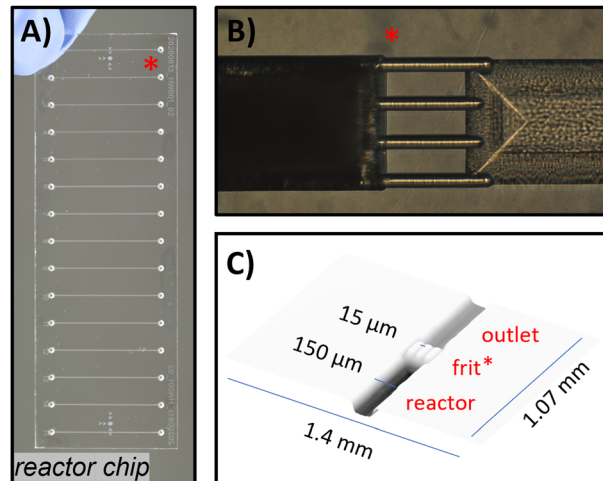 A)
*
reactor chip
B)
*
C)
15 µm
150 µm
outlet
frit*
reactor
1.4 mm
1.07 mm